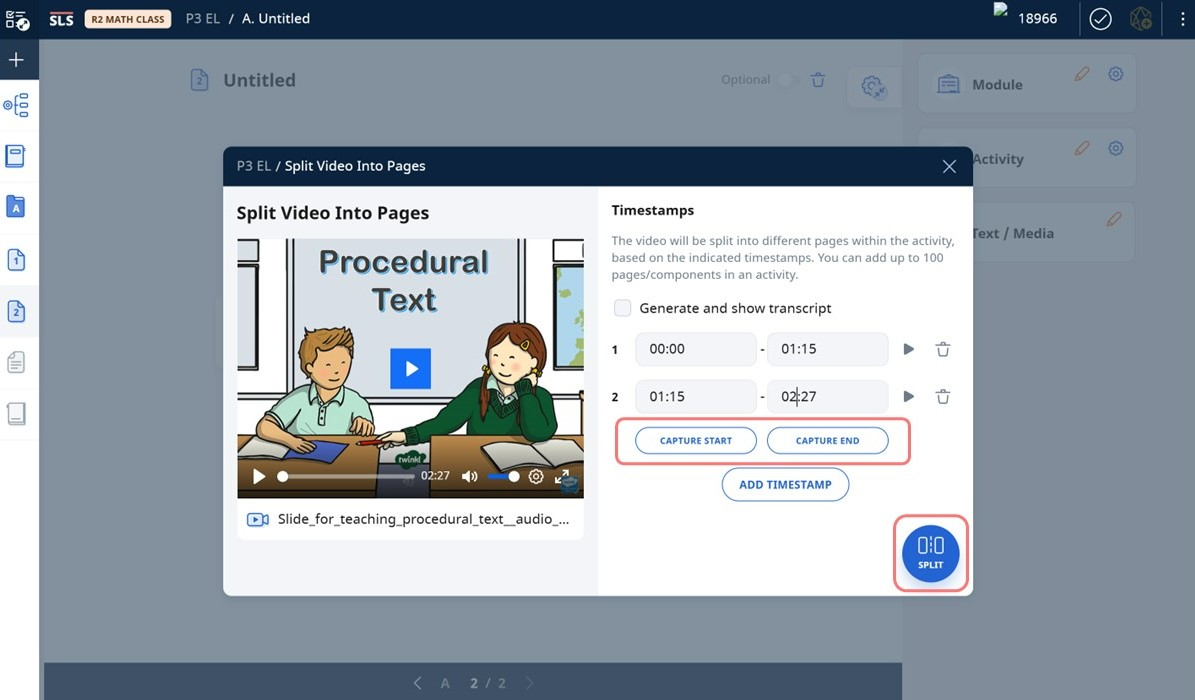 SLS R2 MATH CLASS P3 EL / A. Untitled 18966
2 Untitled Optional
Module
Activity
Text / Media
P3 EL / Split Video Into Pages
Split Video Into Pages
Procedural
Text
twinkl
02:27
Slide_for_teaching_procedural_text__audio_...
Timestamps
The video will be split into different pages within the activity,
based on the indicated timestamps. You can add up to 100
pages/components in an activity.
Generate and show transcript
1 00:00 - 01:15
2 01:15 - 02:27
CAPTURE START CAPTURE END
ADD TIMESTAMP
SPLIT
A
1
2
A 2 / 2